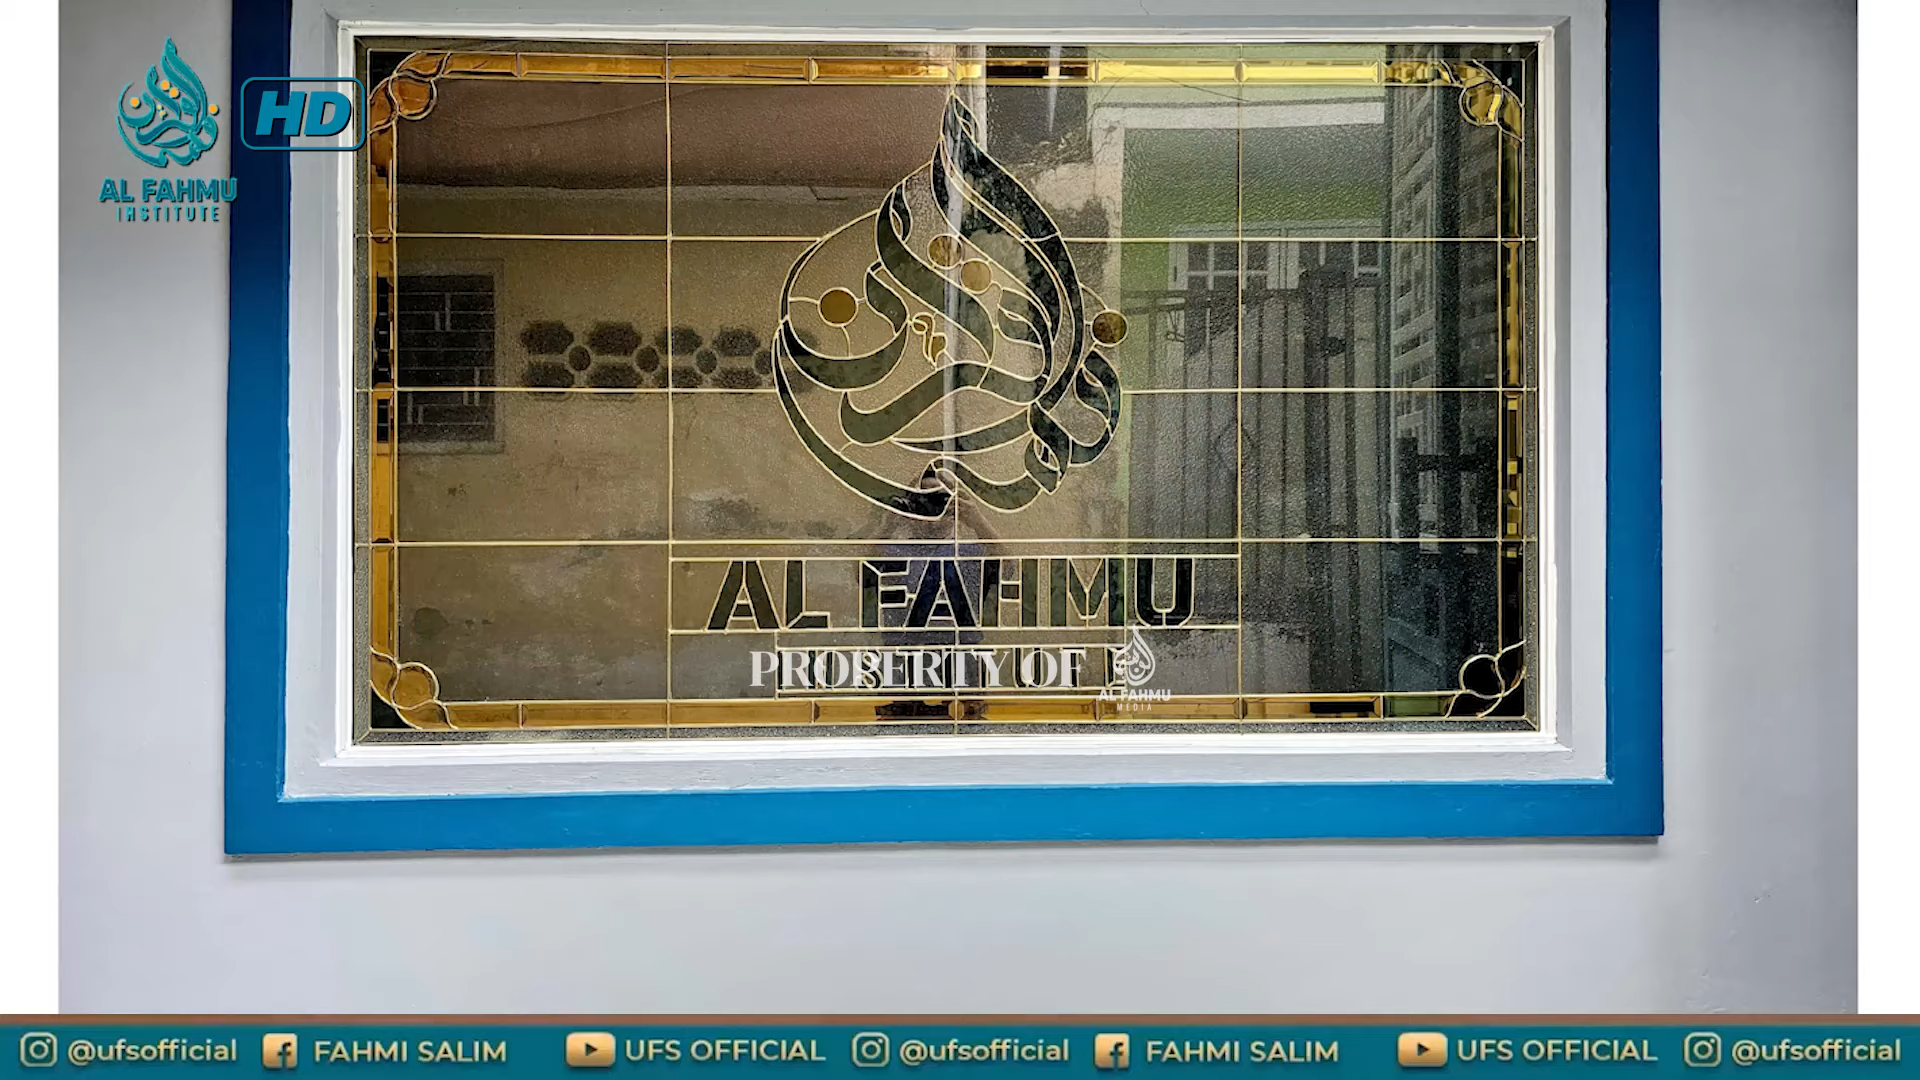 AL FAHMU
INSTITUTE
HD
AL FAHMU
PROPERTY OF
AL FAHMU
MEDIA
@ufsofficial FAHMI SALIM UFS OFFICIAL @ufsofficial FAHMI SALIM UFS OFFICIAL @ufsofficial